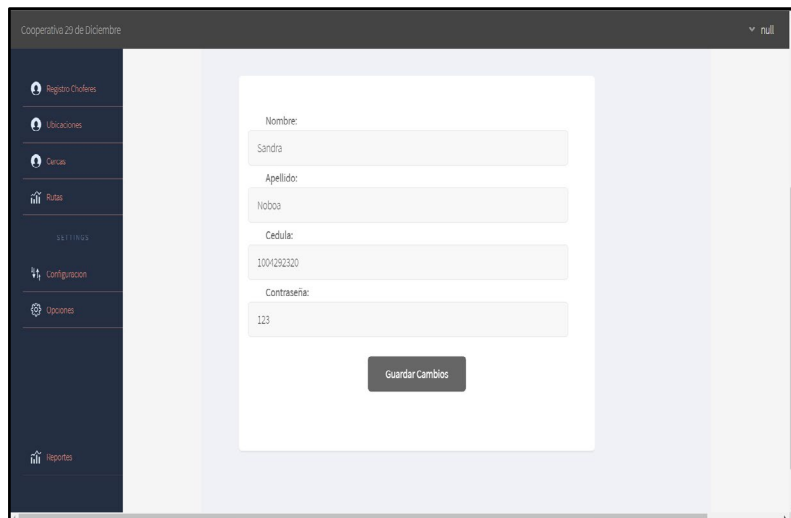 Cooperativa 29 de Diciembre
null
Registro Choferes
Ubicaciones
Cercas
Rutas
SETTINGS
Configuracion
Opciones
Reportes
Nombre:
Sandra
Apellido:
Noboa
Cedula:
1004292320
Contraseña:
123
Guardar Cambios